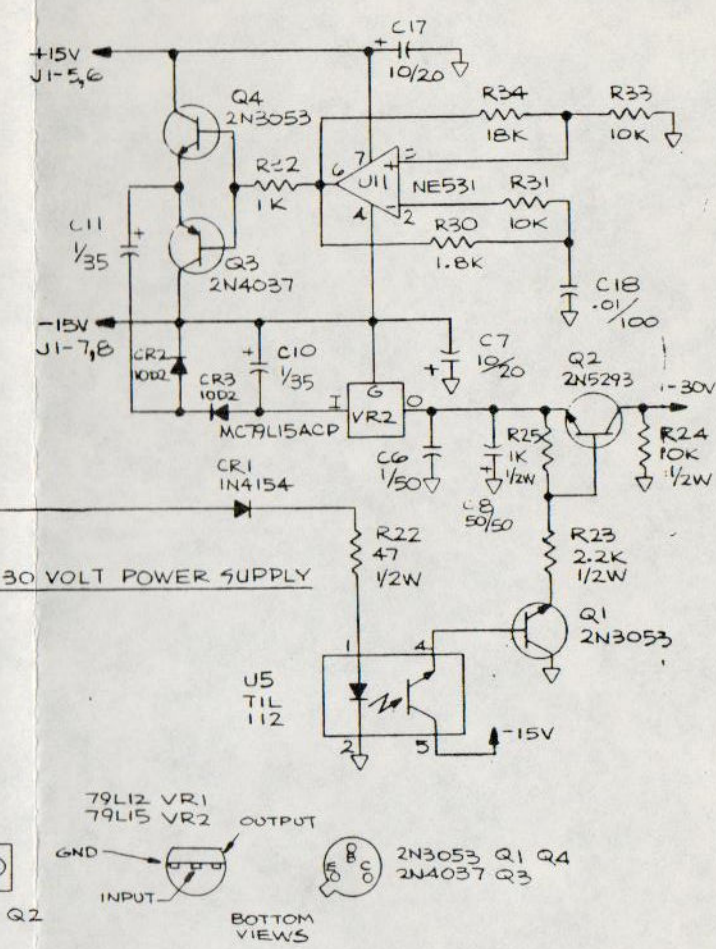 C17
+
10/20
+15V
J1-5,6
Q4
2N3053
R34
18K
R33
10K
7
3
+
6
U11
NE531
-
2
4
R32
1K
R31
10K
R30
1.8K
C11
+
1/35
Q3
2N4037
C18
.01/100
-15V
J1-7,8
CR2
10D2
+
C10
1/35
C7
10/20
+
Q2
2N5293
-30V
CR3
10D2
I
G
O
VR2
MC79L15ACP
R25
1K
1/2W
R24
10K
1/2W
C6
1/50
+
C8
50/50
CR1
1N4154
R22
47
1/2W
R23
2.2K
1/2W
30 VOLT POWER SUPPLY
Q1
2N3053
1
4
U5
TIL
112
2
5
-15V
79L12 VR1
79L15 VR2
OUTPUT
GND
INPUT
B
E
C
2N3053 Q1 Q4
2N4037 Q3
Q2
BOTTOM
VIEWS